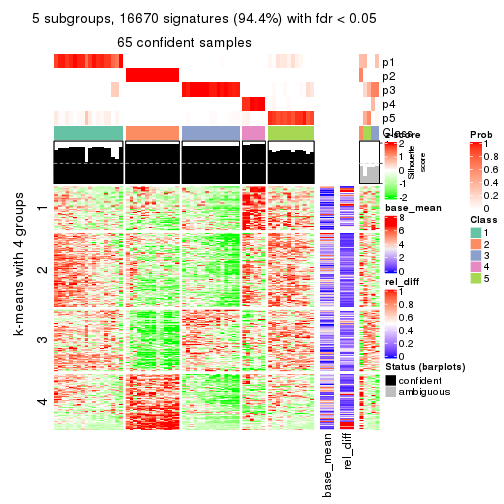 5 subgroups, 16670 signatures (94.4%) with fdr < 0.05
65 confident samples
p1
p2
p3
p4
p5
Class
Silhouette
score
k-means with 4 groups
1
2
3
4
base_mean
rel_diff
z-score
2
1
0
-1
-2
base_mean
8
6
4
2
0
rel_diff
1
0.8
0.6
0.4
0.2
0
Status (barplots)
confident
ambiguous
Prob
1
0.8
0.6
0.4
0.2
0
Class
1
2
3
4
5